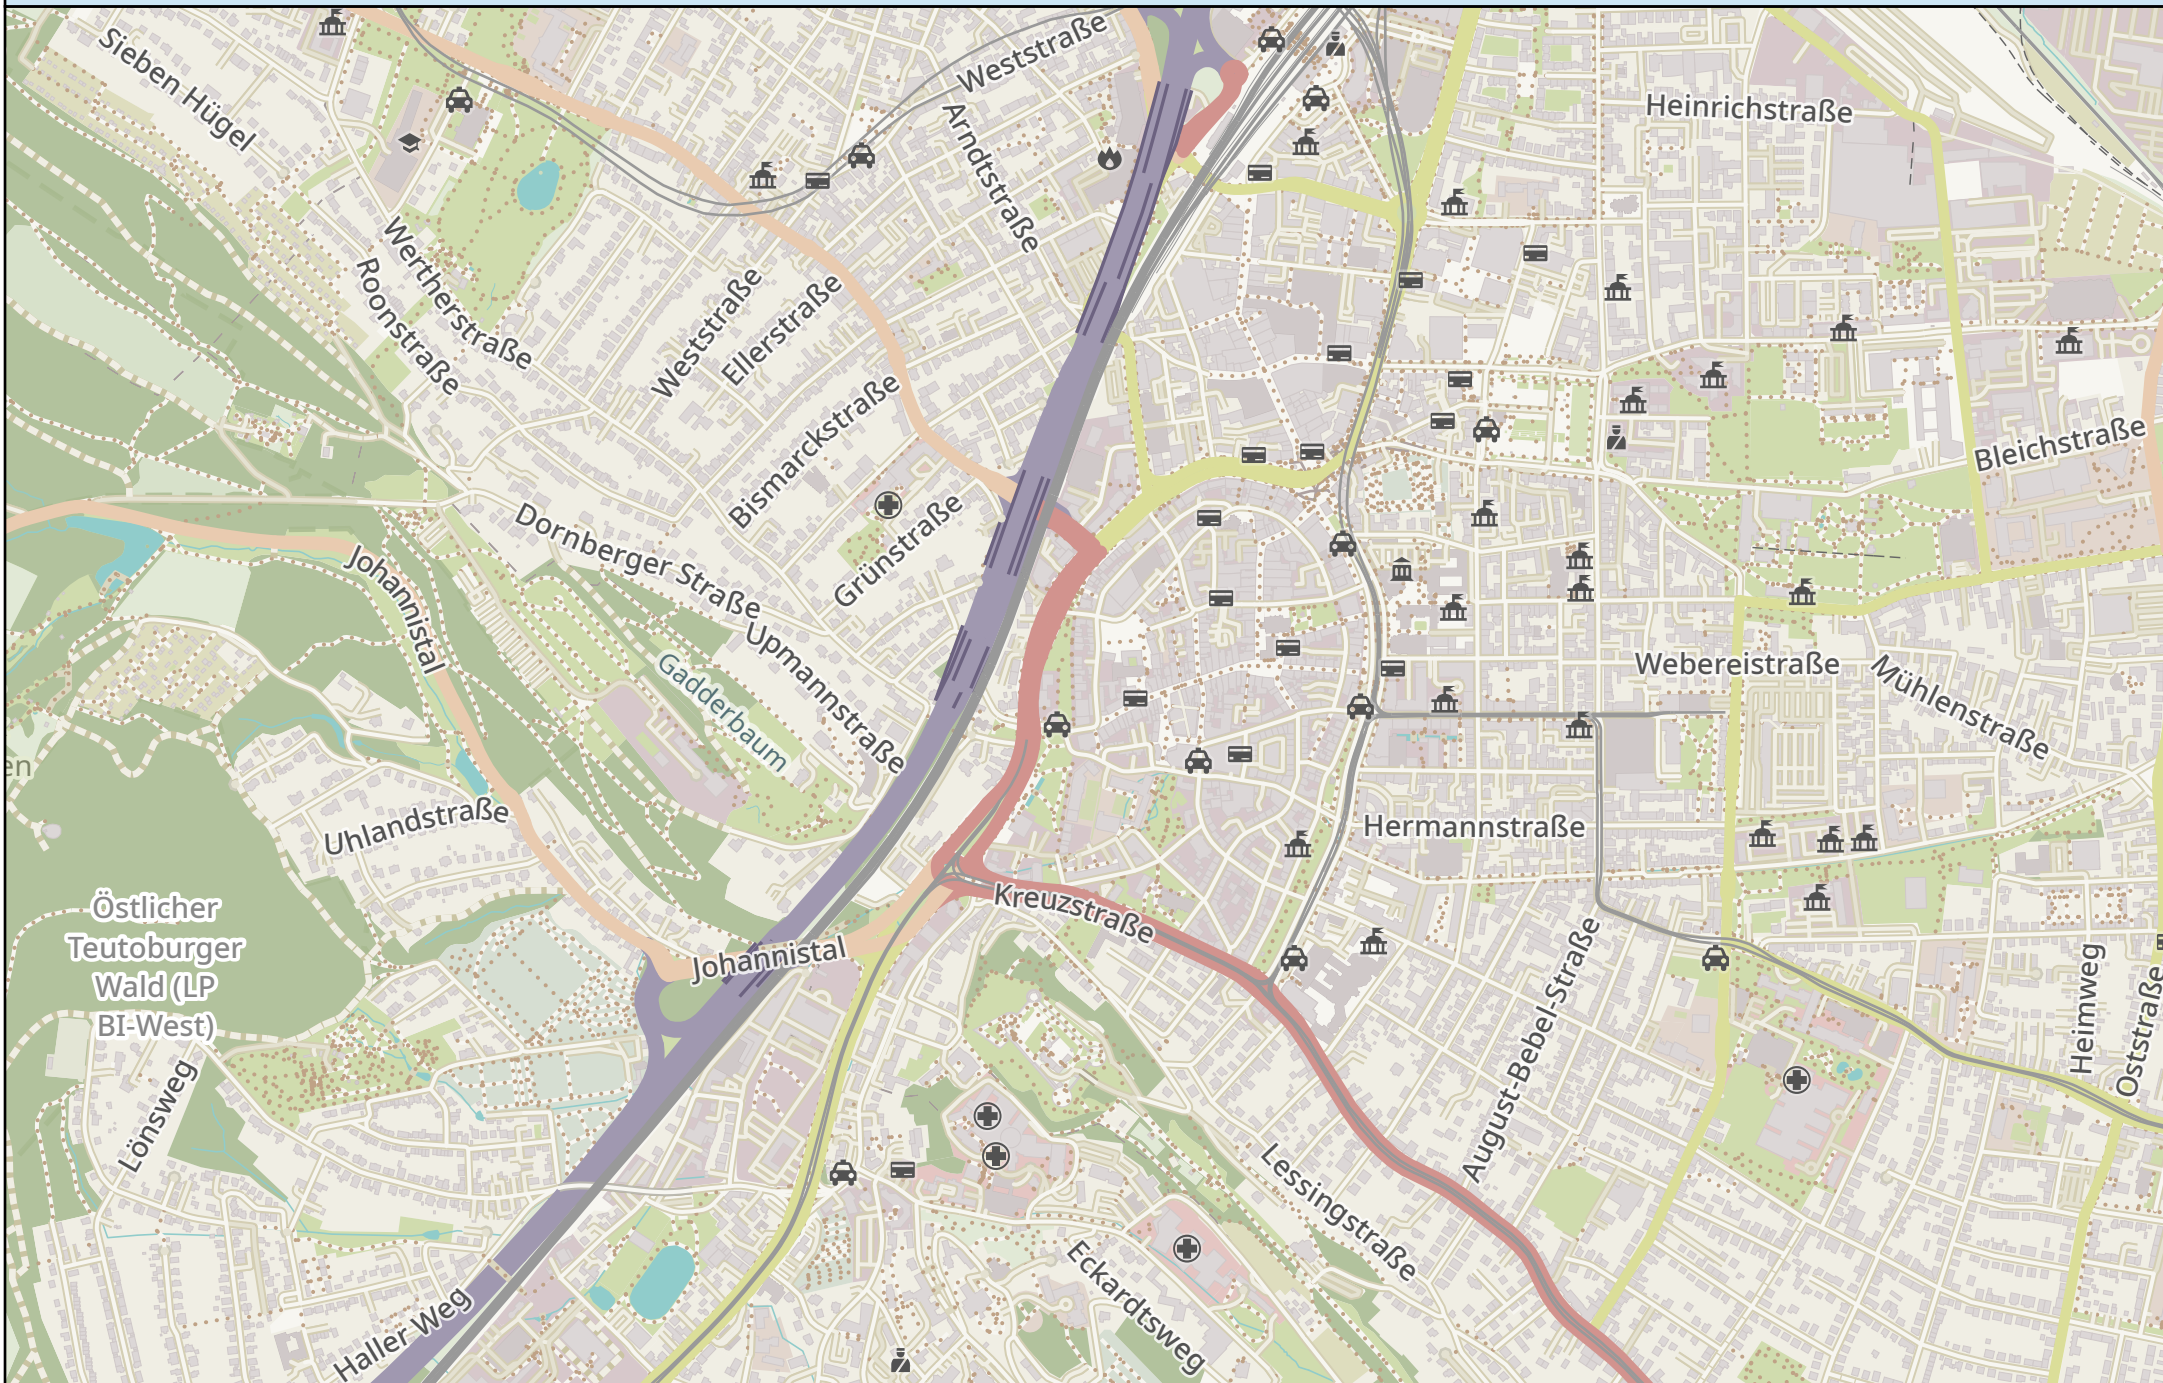 Sieben Hügel
Weststraße
Heinrichstraße
Arndtstraße
Wertherstraße
Roonstraße
Weststraße
Ellerstraße
Bismarckstraße
Bleichstraße
Grünstraße
Dornberger Straße
Johannistal
Upmannstraße
Gadderbaum
Webereistraße
Mühlenstraße
en
Uhlandstraße
Hermannstraße
Östlicher
Teutoburger
Wald (LP
BI-West)
Kreuzstraße
Johannistal
August-Bebel-Straße
Heimweg
Oststraße
Lönsweg
Lessingstraße
Eckardtsweg
Haller Weg